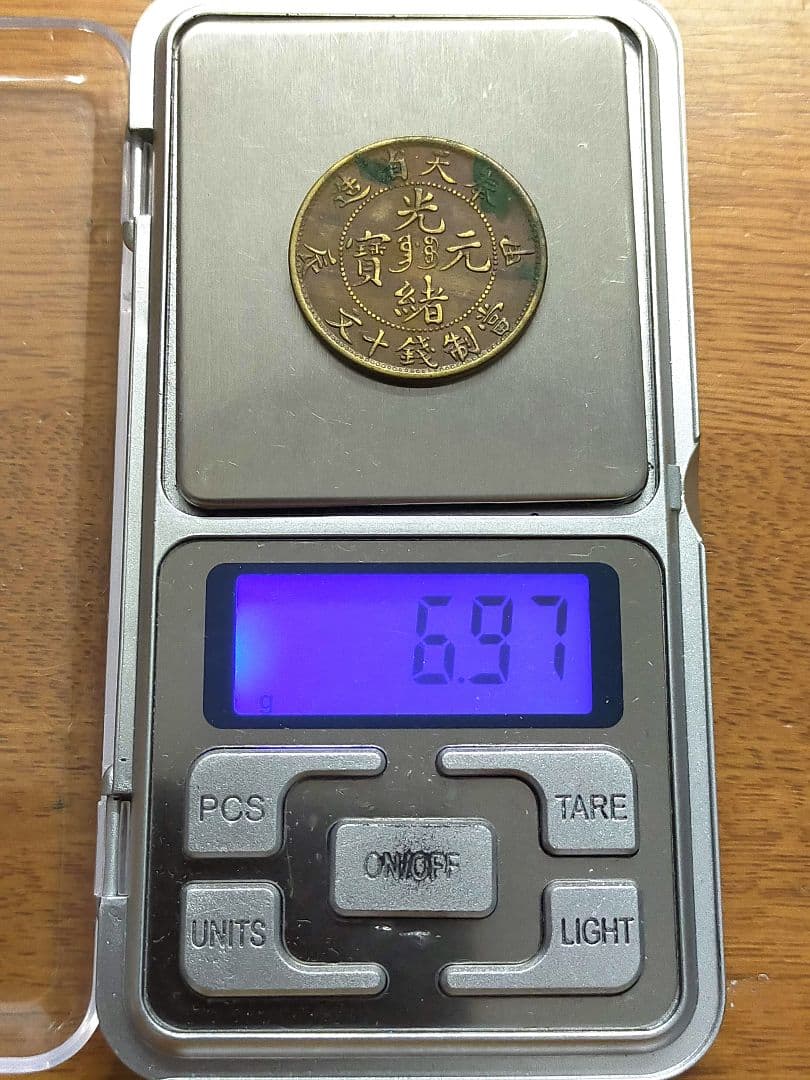 奉天省造
甲辰
光緒元寶
當制錢十文
6.97
g
PCS
TARE
ON/OFF
UNITS
LIGHT